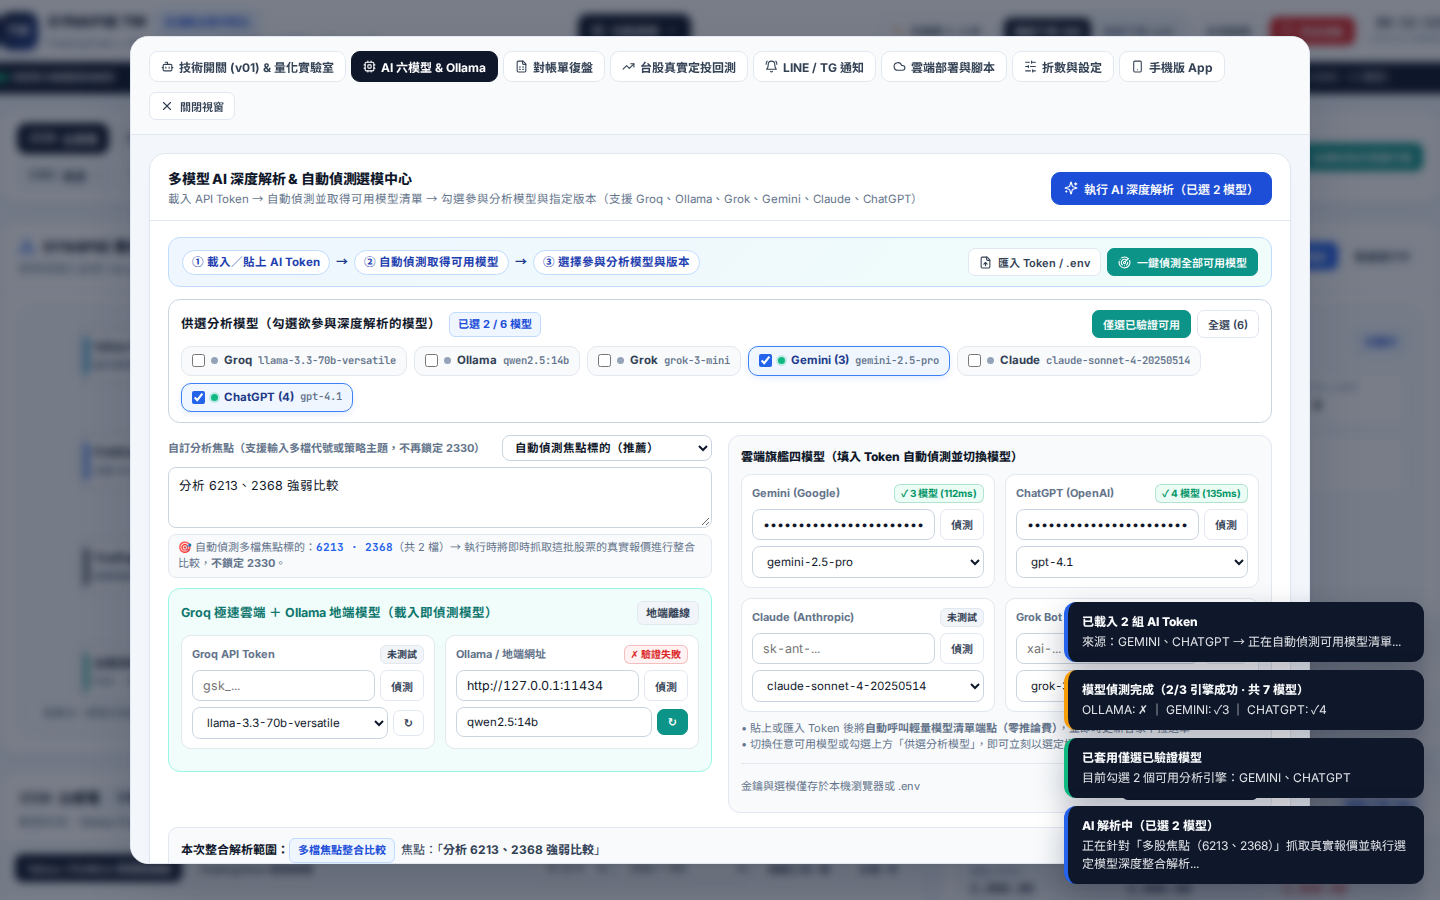 技術開關 (v01) & 量化實驗室
AI 六模型 & Ollama
對帳單復盤
台股真實定投回測
LINE / TG 通知
雲端部署與腳本
折數與設定
手機版 App
關閉視窗
多模型 AI 深度解析 & 自動偵測選模中心
載入 API Token → 自動偵測並取得可用模型清單 → 勾選參與分析模型與指定版本（支援 Groq、Ollama、Grok、Gemini、Claude、ChatGPT）
執行 AI 深度解析（已選 2 模型）
① 載入／貼上 AI Token → ② 自動偵測取得可用模型 → ③ 選擇參與分析模型與版本
匯入 Token / .env
一鍵偵測全部可用模型
供選分析模型（勾選欲參與深度解析的模型）
已選 2 / 6 模型
僅選已驗證可用
全選 (6)
Groq llama-3.3-70b-versatile
Ollama qwen2.5:14b
Grok grok-3-mini
Gemini (3) gemini-2.5-pro
Claude claude-sonnet-4-20250514
ChatGPT (4) gpt-4.1
自訂分析焦點（支援輸入多檔代號或策略主題，不再鎖定 2330）
自動偵測焦點標的（推薦）
分析 6213、2368 強弱比較
🎯 自動偵測多檔焦點標的：6213 · 2368（共 2 檔）→ 執行時將即時抓取這批股票的真實報價進行整合
比較，不鎖定 2330。
Groq 極速雲端 ＋ Ollama 地端模型（載入即偵測模型）
地端離線
Groq API Token
未測試
gsk_...
偵測
llama-3.3-70b-versatile
↻
Ollama / 地端網址
✗ 驗證失敗
http://127.0.0.1:11434
偵測
qwen2.5:14b
↻
雲端旗艦四模型（填入 Token 自動偵測並切換模型）
Gemini (Google)
✓ 3 模型 (112ms)
••••••••••••••••••••••
偵測
gemini-2.5-pro
ChatGPT (OpenAI)
✓ 4 模型 (135ms)
••••••••••••••••••••••
偵測
gpt-4.1
Claude (Anthropic)
未測試
sk-ant-...
偵測
claude-sonnet-4-20250514
Grok Bot
xai-...
grok-
• 貼上或匯入 Token 後將自動呼叫輕量模型清單端點（零推論費），
• 切換任意可用模型或勾選上方「供選分析模型」，即可立刻以選定
金鑰與選模僅存於本機瀏覽器或 .env
本次整合解析範圍：
多檔焦點整合比較
焦點：「分析 6213、2368 強弱比較」
已載入 2 組 AI Token
來源：GEMINI、CHATGPT → 正在自動偵測可用模型清單...
模型偵測完成（2/3 引擎成功 · 共 7 模型）
OLLAMA: ✗ ｜ GEMINI: ✓3 ｜ CHATGPT: ✓4
已套用僅選已驗證模型
目前勾選 2 個可用分析引擎：GEMINI、CHATGPT
AI 解析中（已選 2 模型）
正在針對「多股焦點（6213、2368）」抓取真實報價並執行選
定模型深度整合解析...